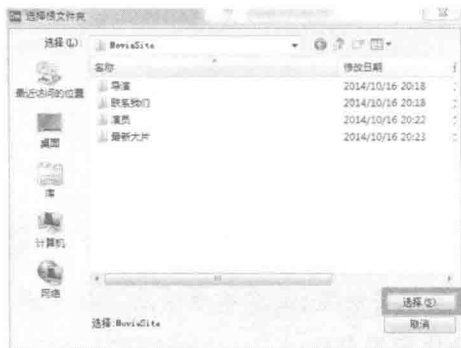 选择根文件夹
选择(L): MovieSite
名称 修改日期
导演 2014/10/16 20:18
联系我们 2014/10/16 20:18
演员 2014/10/16 20:22
最新大片 2014/10/16 20:23
最近访问的位置
桌面
库
计算机
网络
选择(S)
选择:MovieSite
取消